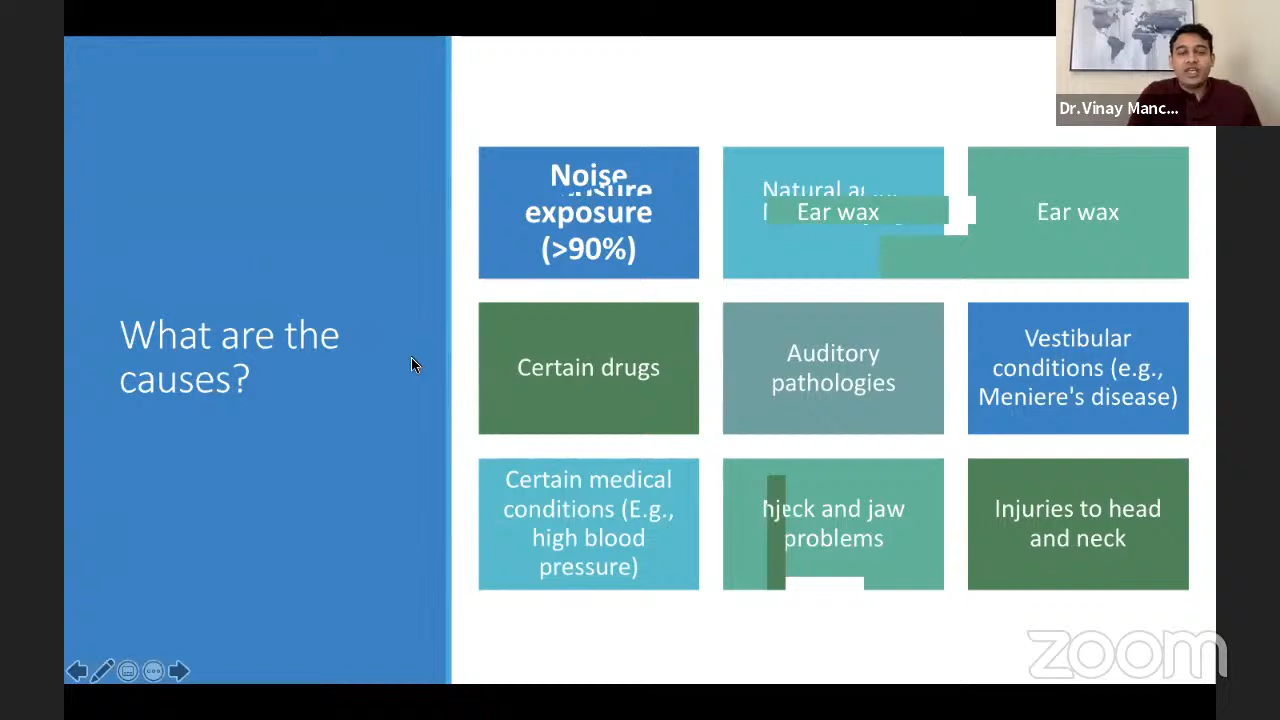 Dr.Vinay Manc...
What are the
causes?
Noise
exposure
(>90%)
Natural
Ear wax
Ear wax
Certain drugs
Auditory
pathologies
Vestibular
conditions (e.g.,
Meniere's disease)
Certain medical
conditions (E.g.,
high blood
pressure)
and jaw
problems
Injuries to head
and neck
zoom